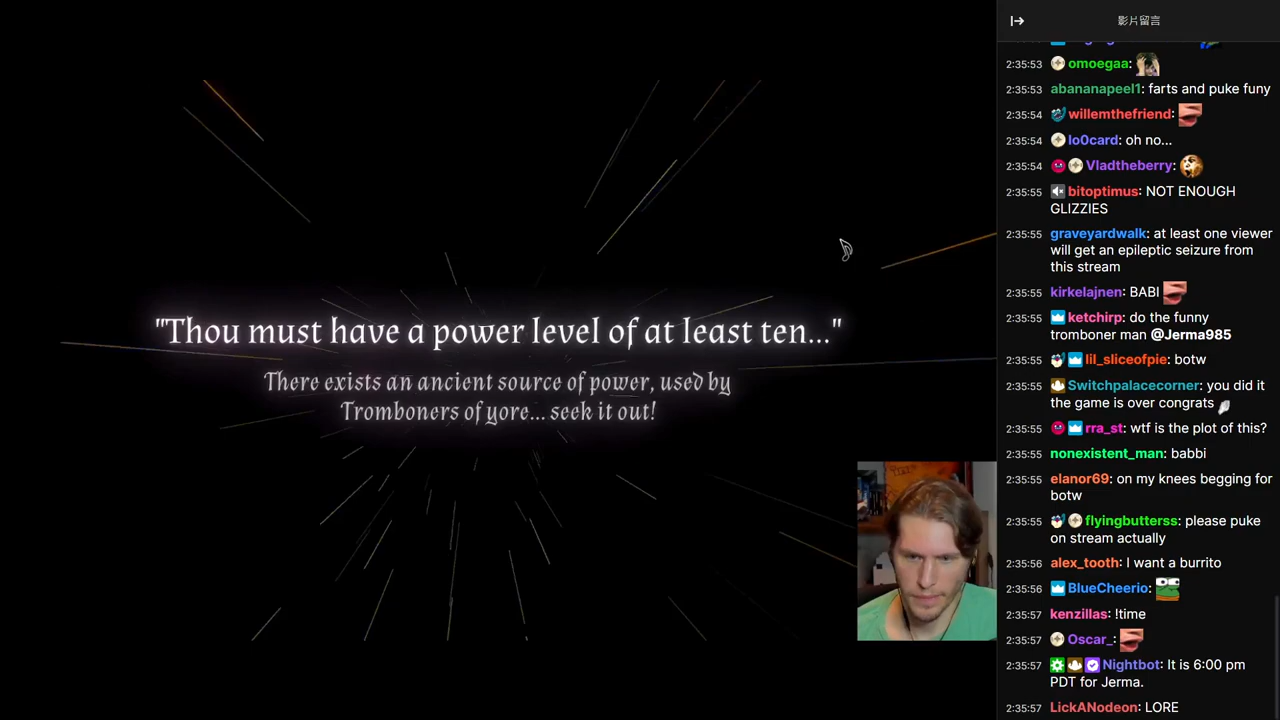 "Thou must have a power level of at least ten..."
There exists an ancient source of power, used by
Tromboners of yore... seek it out!
影片留言
2:35:53 omoegaa:
2:35:53 abananapeel1: farts and puke funy
2:35:54 willemthefriend:
2:35:54 lo0card: oh no...
2:35:54 Vladtheberry:
2:35:55 bitoptimus: NOT ENOUGH
GLIZZIES
2:35:55 graveyardwalk: at least one viewer
will get an epileptic seizure from
this stream
2:35:55 kirkelajnen: BABI
2:35:55 ketchirp: do the funny
tromboner man @Jerma985
2:35:55 lil_sliceofpie: botw
2:35:55 Switchpalacecorner: you did it
the game is over congrats
2:35:55 rra_st: wtf is the plot of this?
2:35:55 nonexistent_man: babbi
2:35:55 elanor69: on my knees begging for
botw
2:35:55 flyingbutterss: please puke
on stream actually
2:35:56 alex_tooth: I want a burrito
2:35:56 BlueCheerio:
2:35:57 kenzillas: !time
2:35:57 Oscar_:
2:35:57 Nightbot: It is 6:00 pm
PDT for Jerma.
2:35:57 LickANodeon: LORE